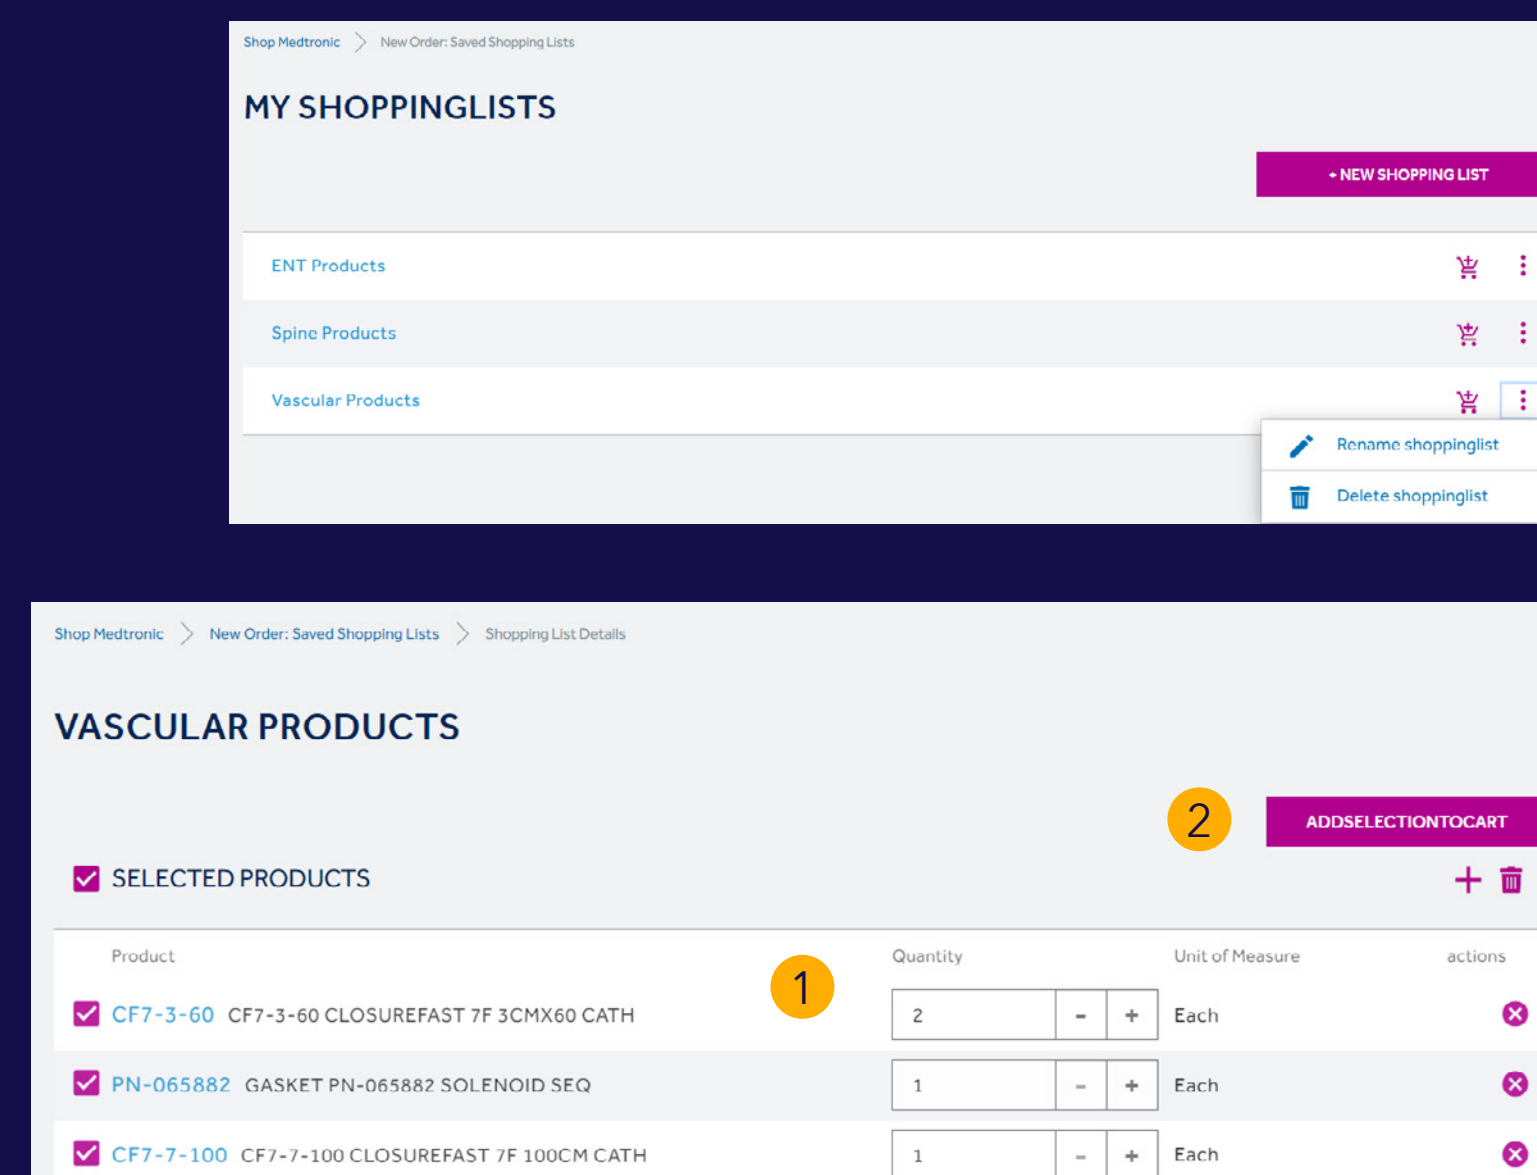 Shop Medtronic > New Order: Saved Shopping Lists
MY SHOPPINGLISTS
+ NEW SHOPPING LIST
ENT Products
Spine Products
Vascular Products
Rename shoppinglist
Delete shoppinglist
Shop Medtronic > New Order: Saved Shopping Lists > Shopping List Details
VASCULAR PRODUCTS
2 ADDSELECTIONTOCART
SELECTED PRODUCTS
Product Quantity Unit of Measure actions
1
CF7-3-60 CF7-3-60 CLOSUREFAST 7F 3CMX60 CATH 2 - + Each
PN-065882 GASKET PN-065882 SOLENOID SEQ 1 - + Each
CF7-7-100 CF7-7-100 CLOSUREFAST 7F 100CM CATH 1 - + Each